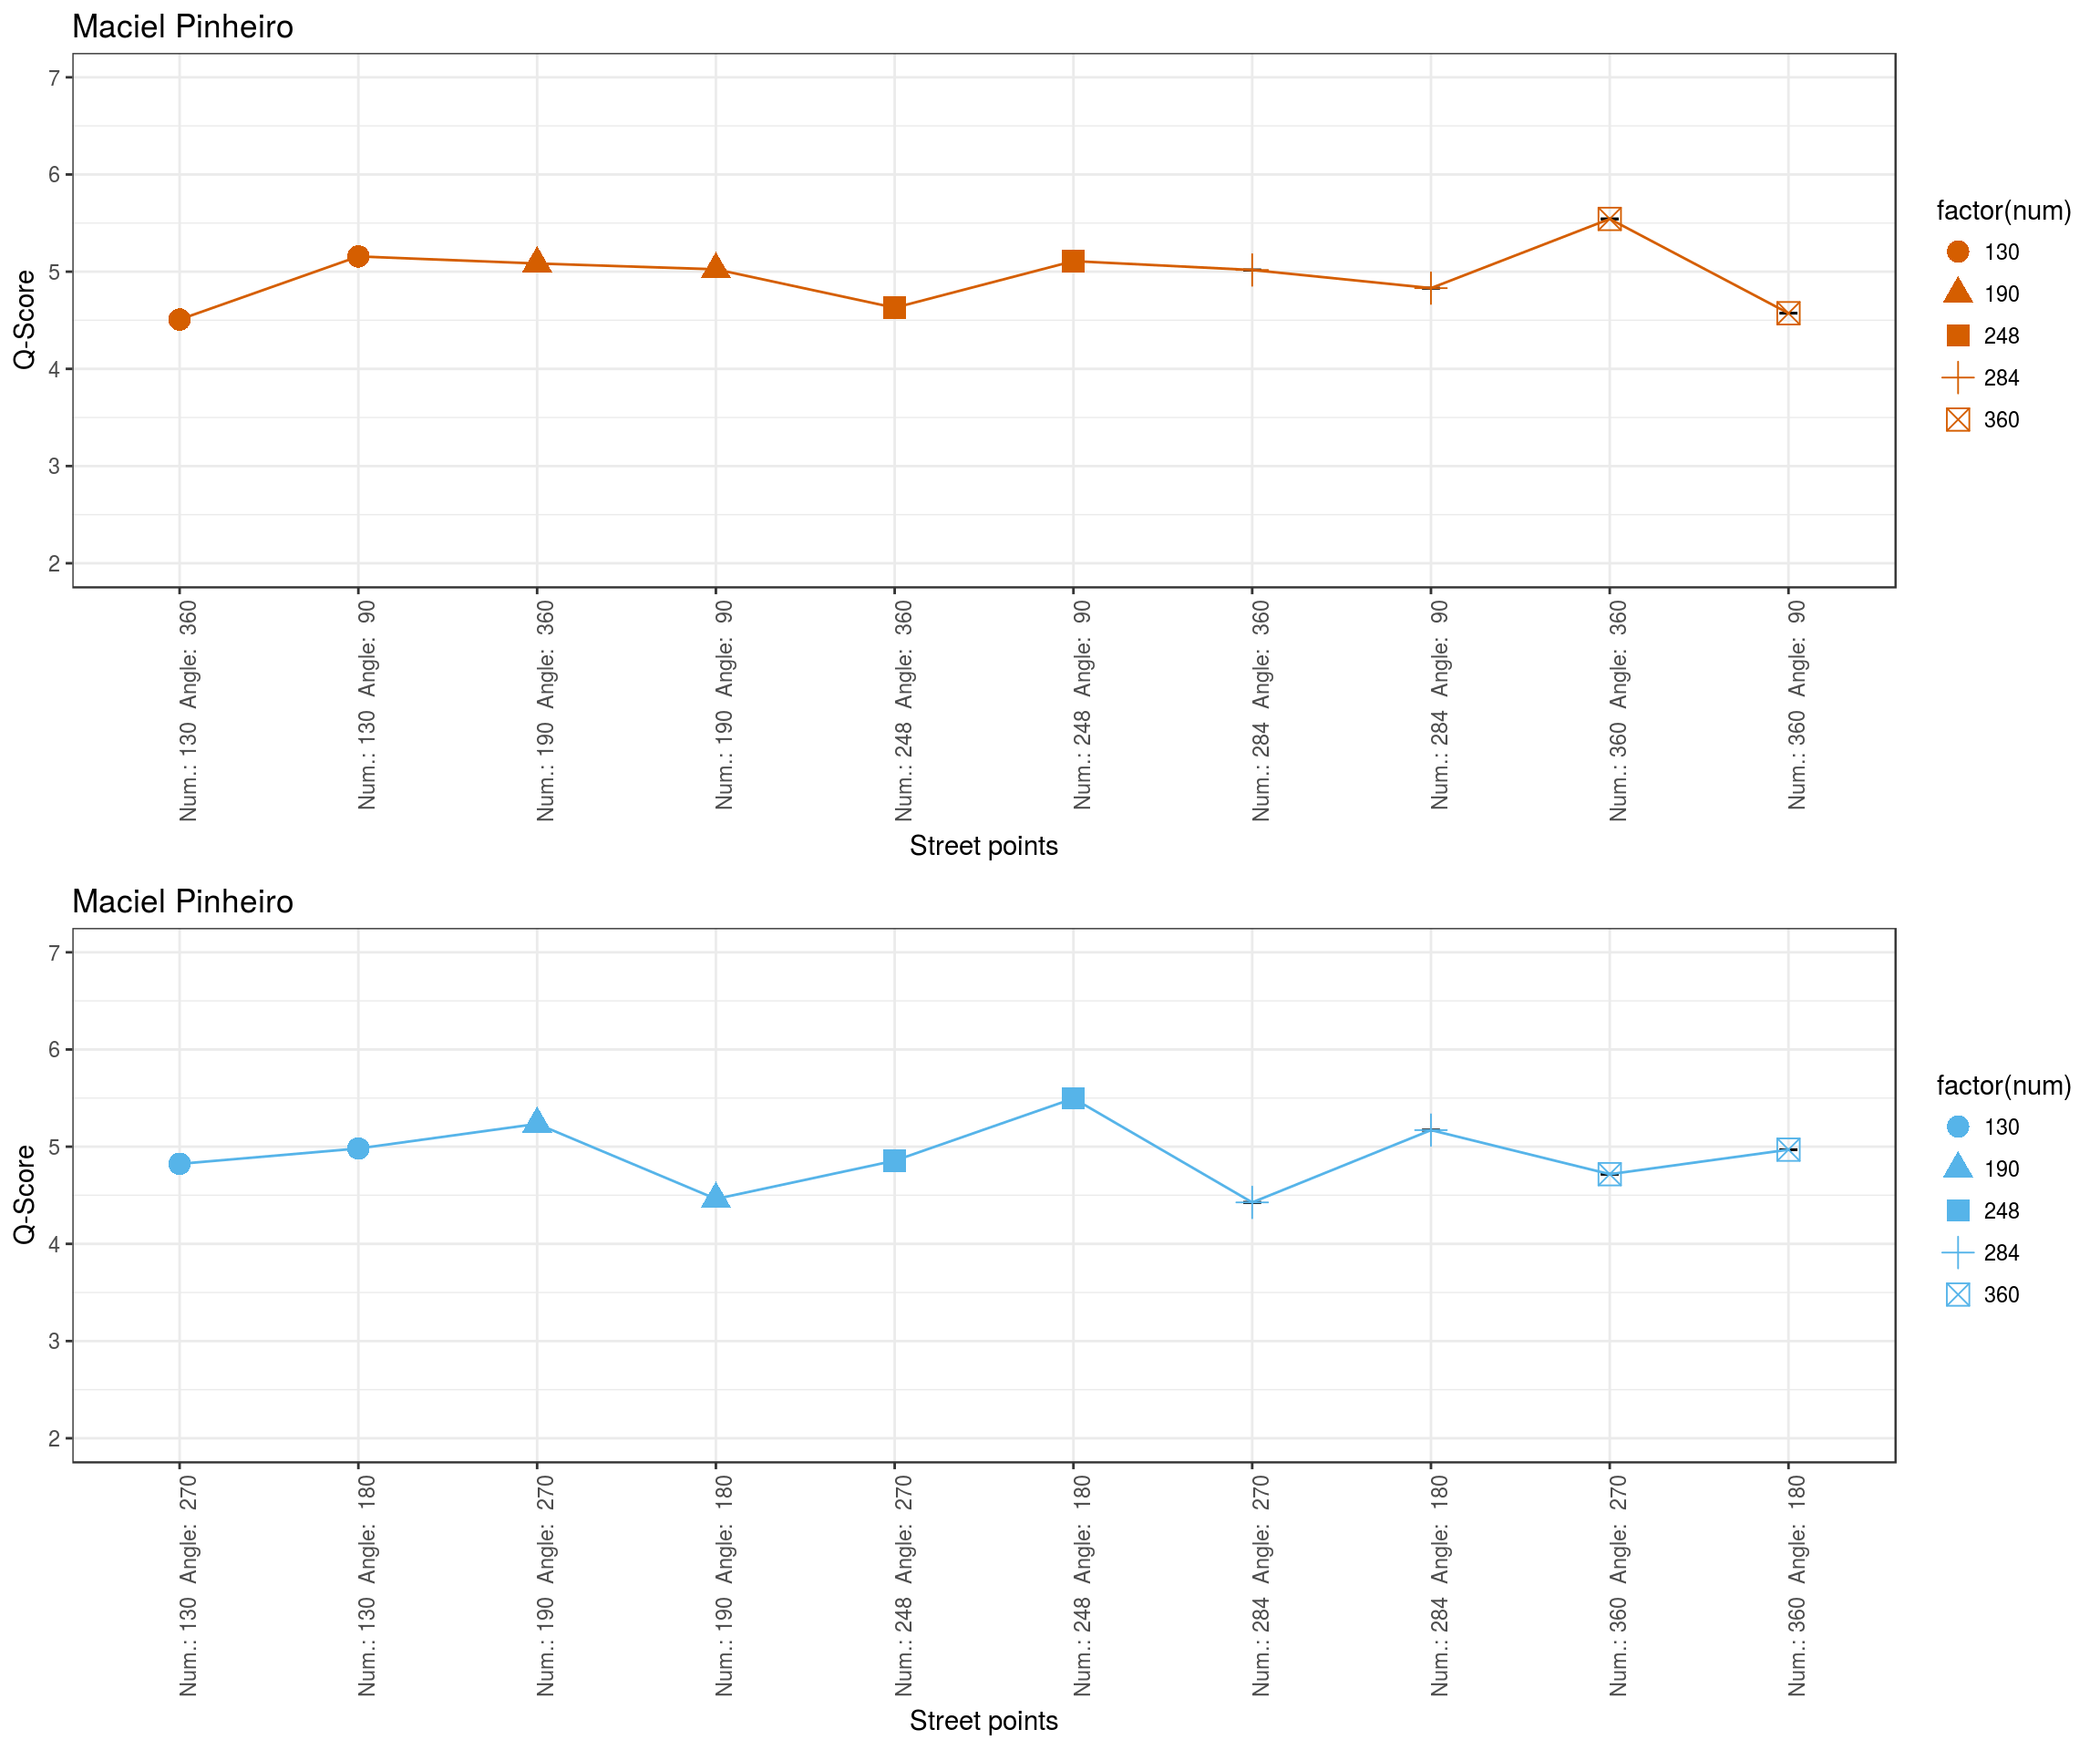 Maciel Pinheiro
7
6
5
4
3
2
Q-Score
Num.: 130 Angle: 360
Num.: 130 Angle: 90
Num.: 190 Angle: 360
Num.: 190 Angle: 90
Num.: 248 Angle: 360
Num.: 248 Angle: 90
Num.: 284 Angle: 360
Num.: 284 Angle: 90
Num.: 360 Angle: 360
Num.: 360 Angle: 90
Street points
factor(num)
130
190
248
284
360
Maciel Pinheiro
7
6
5
4
3
2
Q-Score
Num.: 130 Angle: 270
Num.: 130 Angle: 180
Num.: 190 Angle: 270
Num.: 190 Angle: 180
Num.: 248 Angle: 270
Num.: 248 Angle: 180
Num.: 284 Angle: 270
Num.: 284 Angle: 180
Num.: 360 Angle: 270
Num.: 360 Angle: 180
Street points
factor(num)
130
190
248
284
360